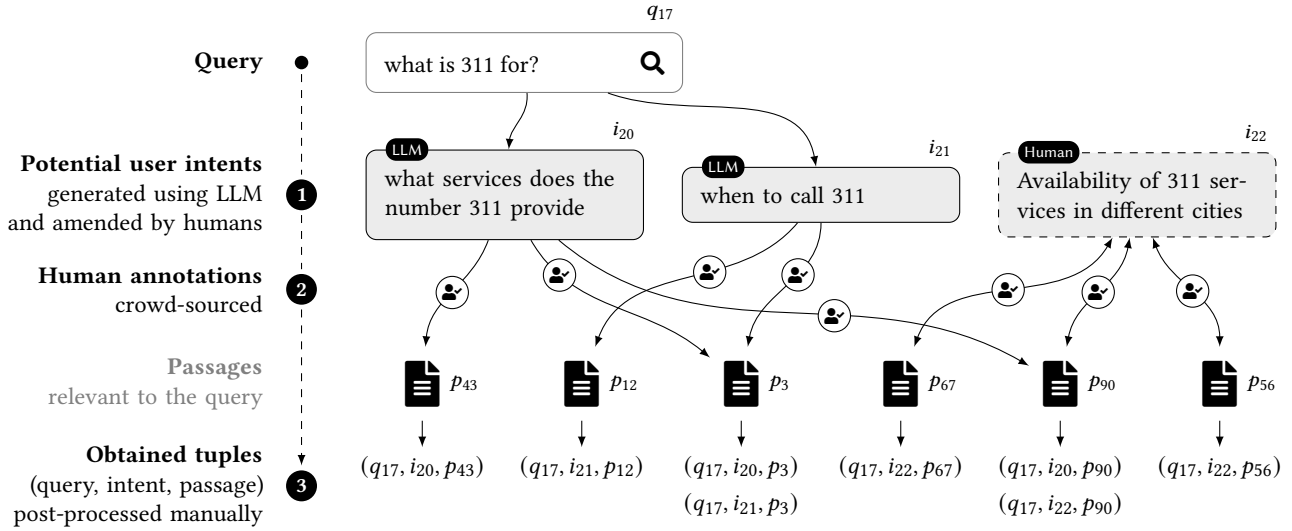 q17
Query
what is 311 for?
i20
i21
i22
LLM
LLM
Human
Potential user intents
generated using LLM
and amended by humans
1
what services does the
number 311 provide
when to call 311
Availability of 311 ser-
vices in different cities
Human annotations
crowd-sourced
2
Passages
relevant to the query
p43
p12
p3
p67
p90
p56
Obtained tuples
(query, intent, passage)
post-processed manually
3
(q17, i20, p43)
(q17, i21, p12)
(q17, i20, p3)
(q17, i21, p3)
(q17, i22, p67)
(q17, i20, p90)
(q17, i22, p90)
(q17, i22, p56)